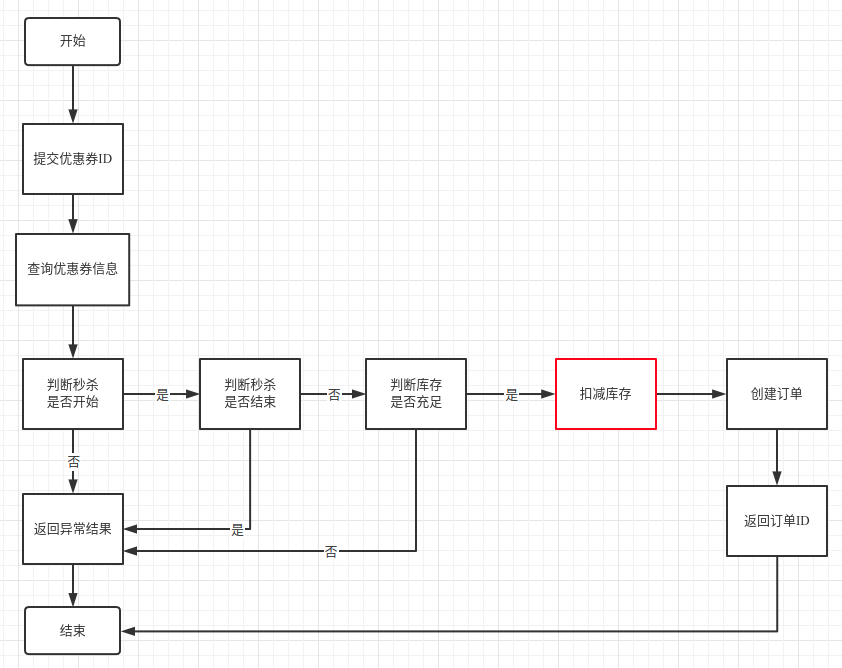 开始
提交优惠券ID
查询优惠券信息
判断秒杀
是否开始
是
判断秒杀
是否结束
否
判断库存
是否充足
是
扣减库存
创建订单
否
返回异常结果
是
否
返回订单ID
结束